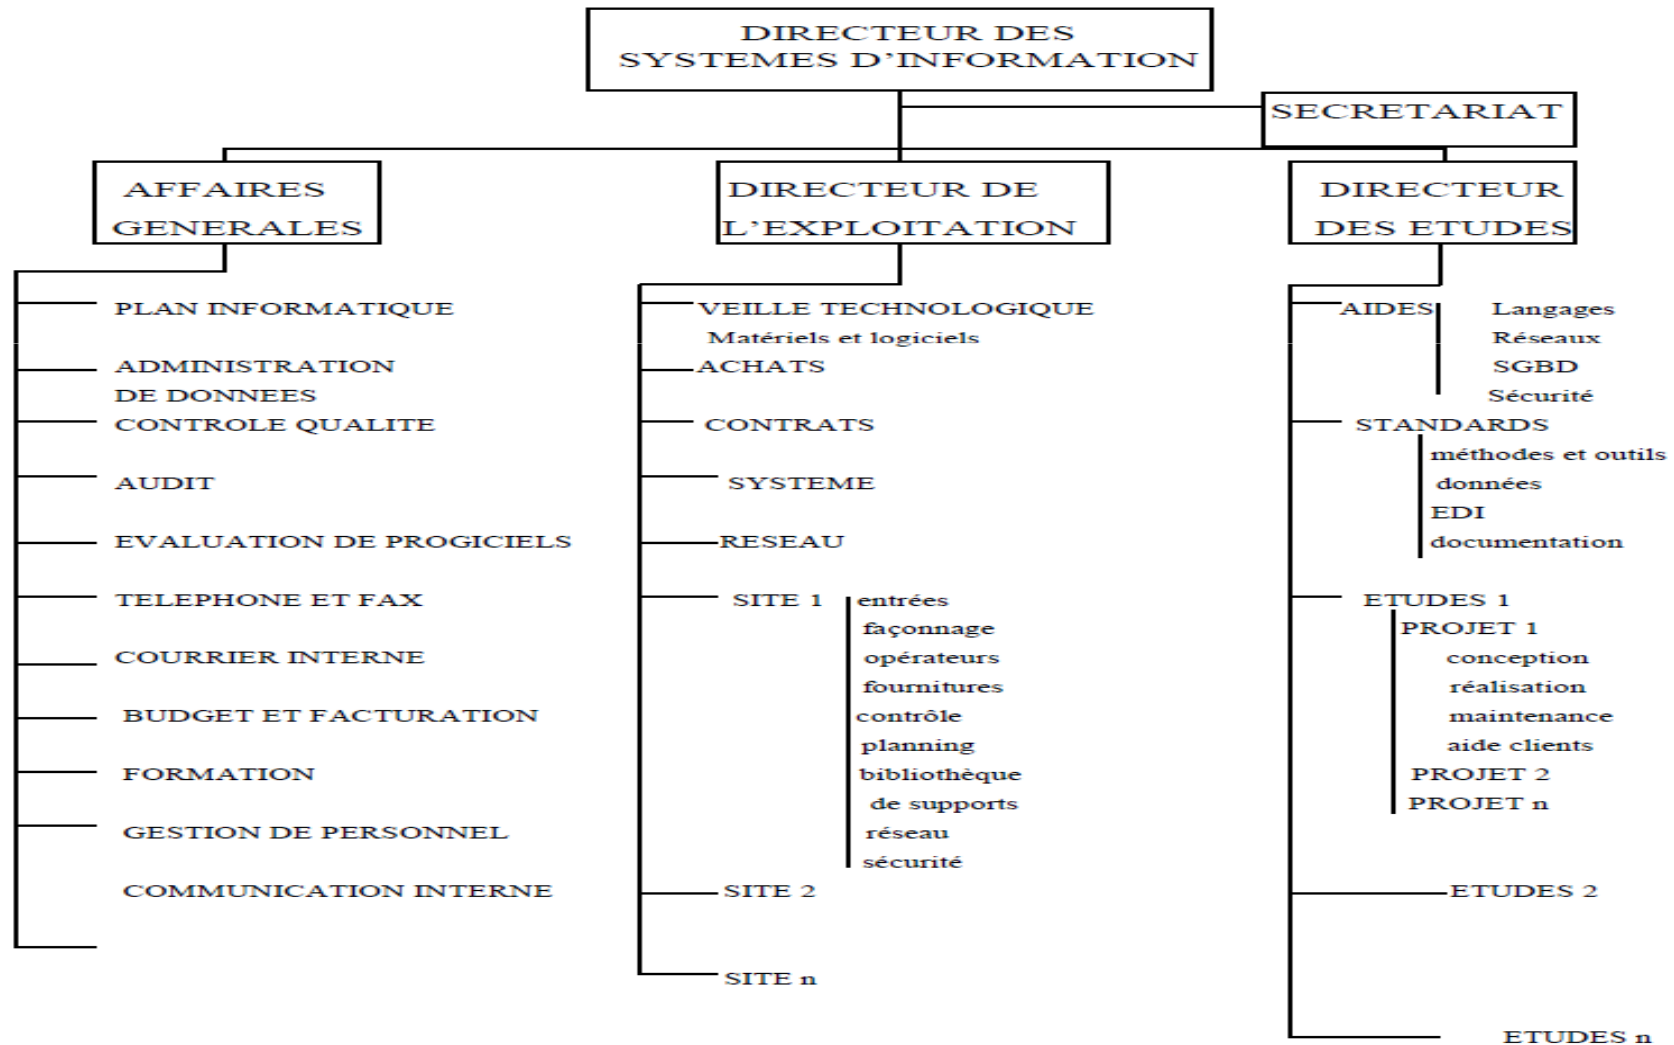 DIRECTEUR DES
SYSTEMES D'INFORMATION
SECRETARIAT
AFFAIRES
GENERALES
PLAN INFORMATIQUE
ADMINISTRATION
DE DONNEES
CONTROLE QUALITE
AUDIT
EVALUATION DE PROGICIELS
TELEPHONE ET FAX
COURRIER INTERNE
BUDGET ET FACTURATION
FORMATION
GESTION DE PERSONNEL
COMMUNICATION INTERNE
DIRECTEUR DE
L'EXPLOITATION
VEILLE TECHNOLOGIQUE
Matériels et logiciels
ACHATS
CONTRATS
SYSTEME
RESEAU
SITE 1
entrées
façonnage
opérateurs
fournitures
contrôle
planning
bibliothèque
de supports
réseau
sécurité
SITE 2
SITE n
DIRECTEUR
DES ETUDES
AIDES
Langages
Réseaux
SGBD
Sécurité
STANDARDS
méthodes et outils
données
EDI
documentation
ETUDES 1
PROJET 1
conception
réalisation
maintenance
aide clients
PROJET 2
PROJET n
ETUDES 2
ETUDES n